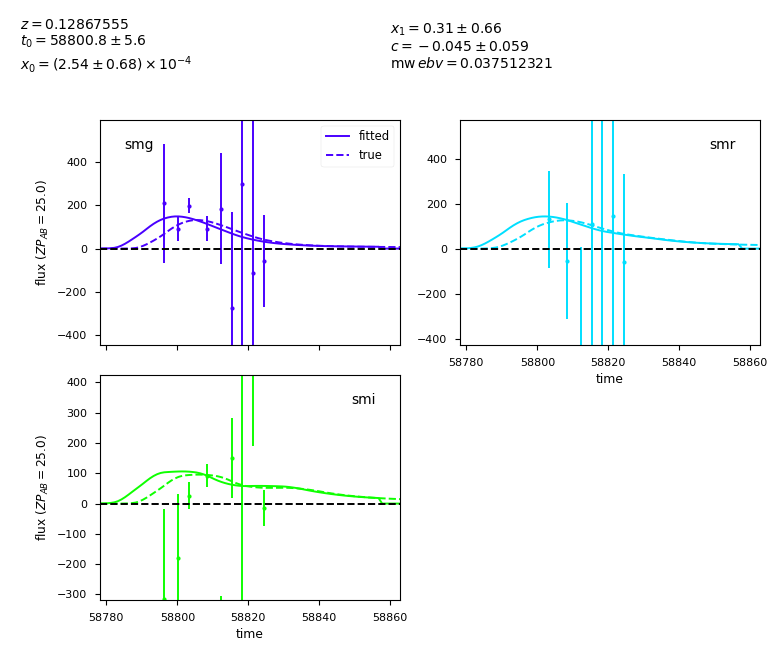 z = 0.12867555
t₀ = 58800.8 ± 5.6
x₀ = (2.54 ± 0.68) × 10⁻⁴
x₁ = 0.31 ± 0.66
c = −0.045 ± 0.059
mw ebv = 0.037512321
smg
fitted
true
400
200
0
−200
−400
flux (ZP_AB = 25.0)
smr
400
200
0
−200
−400
58780 58800 58820 58840 58860
time
smi
400
300
200
100
0
−100
−200
−300
flux (ZP_AB = 25.0)
58780 58800 58820 58840 58860
time